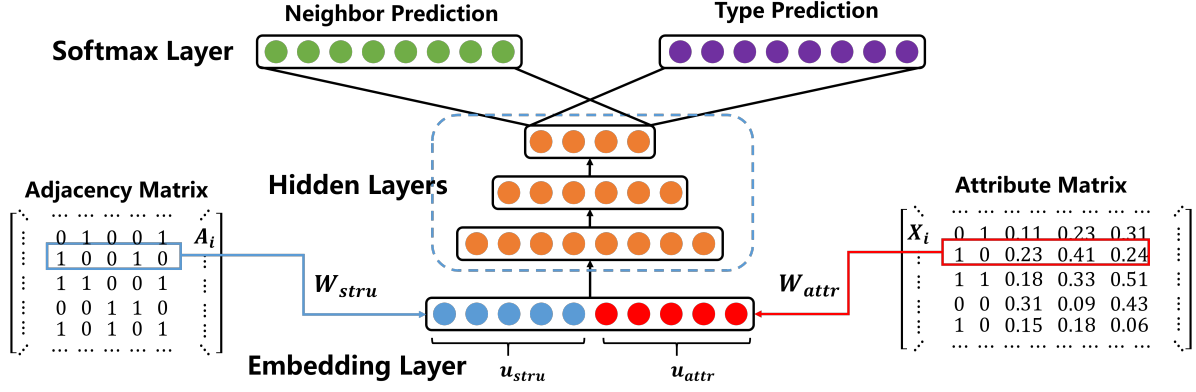 Neighbor Prediction
Type Prediction
Softmax Layer
Hidden Layers
Adjacency Matrix
... ... ... ... ...
0 1 0 0 1
A_i
1 0 0 1 0
1 1 0 0 1
0 0 1 1 0
1 0 1 0 1
... ... ... ... ...
W_stru
Attribute Matrix
... ... ... ... ... ...
X_i
0 1 0.11 0.23 0.31
1 0 0.23 0.41 0.24
1 1 0.18 0.33 0.51
0 0 0.31 0.09 0.43
1 0 0.15 0.18 0.06
... ... ... ... ... ...
W_attr
Embedding Layer
u_stru
u_attr